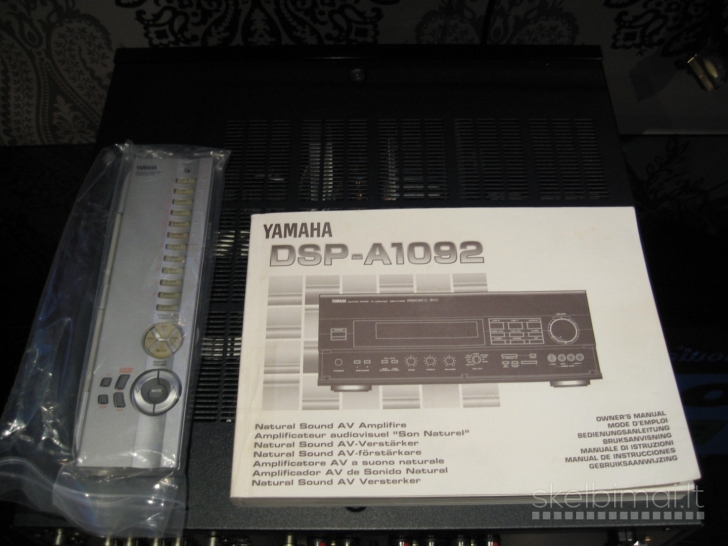 YAMAHA
YAMAHA
DSP-A1092
Natural Sound AV Amplifire
Amplificateur audiovisuel "Son Naturel"
Natural Sound AV-Verstärker
Natural Sound AV-förstärkare
Amplificatore AV a suono naturale
Amplificador AV de Sonido Natural
Natural Sound AV Versterker
OWNER'S MANUAL
MODE D'EMPLOI
BEDIENUNGSANLEITUNG
BRUKSANVISNING
MANUALE DI ISTRUZIONI
MANUAL DE INSTRUCCIONES
GEBRUIKSAANWIJZING
skelbimai.lt